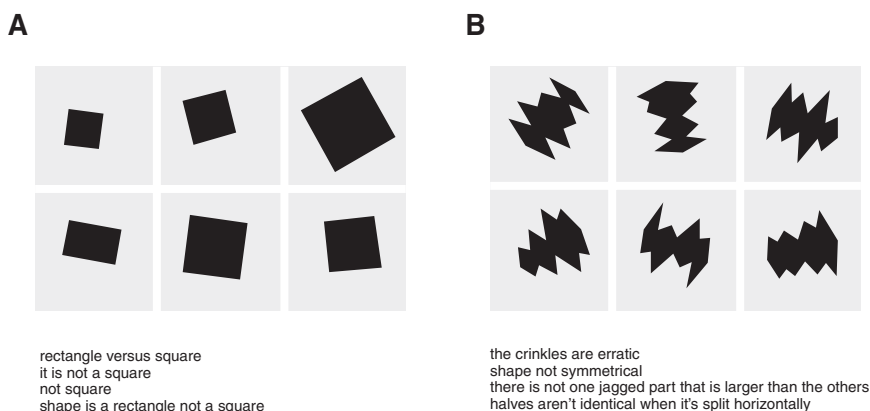 A
B
rectangle versus square
it is not a square
not square
shape is a rectangle not a square
the crinkles are erratic
shape not symmetrical
there is not one jagged part that is larger than the others
halves aren't identical when it's split horizontally